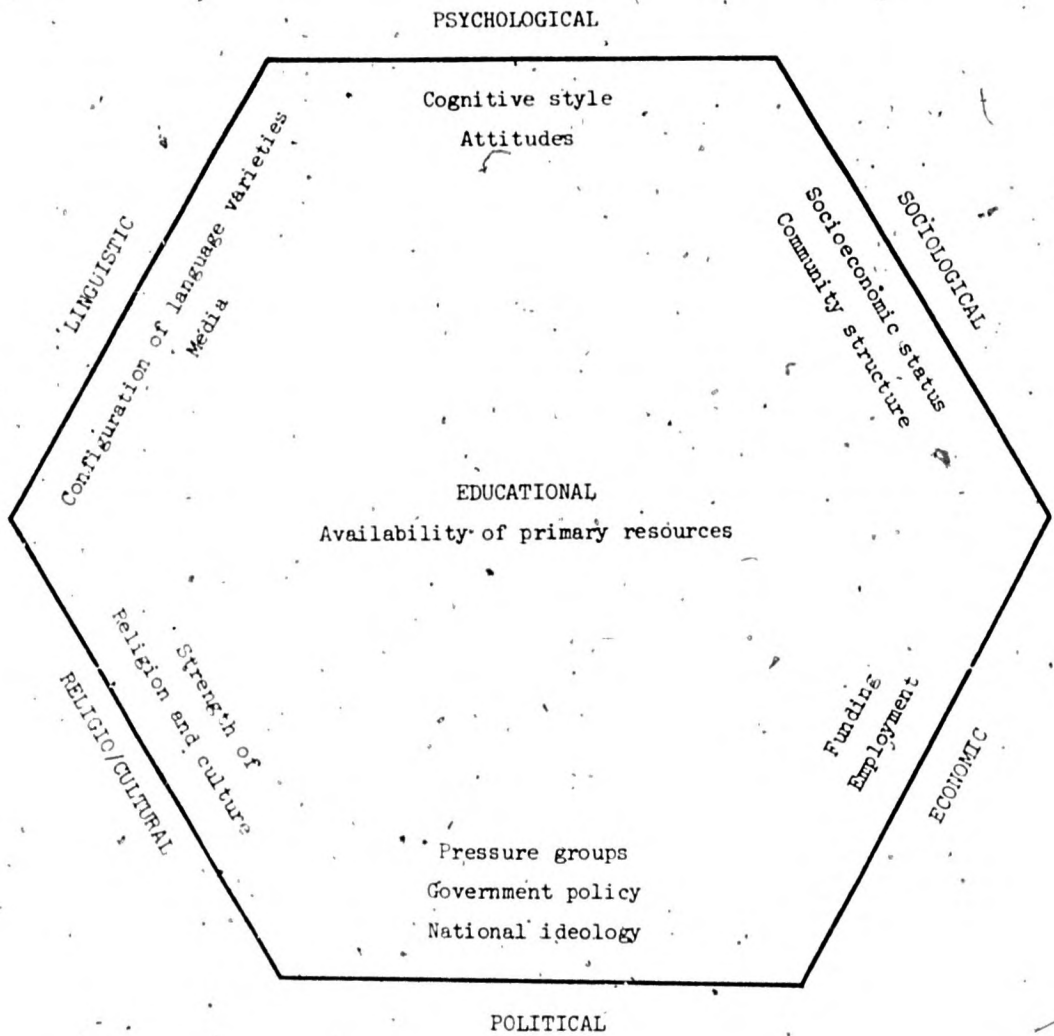 PSYCHOLOGICAL
Cognitive style
Attitudes
LINGUISTIC
Configuration of language varieties
Media
SOCIOLOGICAL
Socioeconomic status
Community structure
EDUCATIONAL
Availability of primary resources
RELIGIO/CULTURAL
Strength of
Religion and culture
Funding
Employment
ECONOMIC
Pressure groups
Government policy
National ideology
POLITICAL